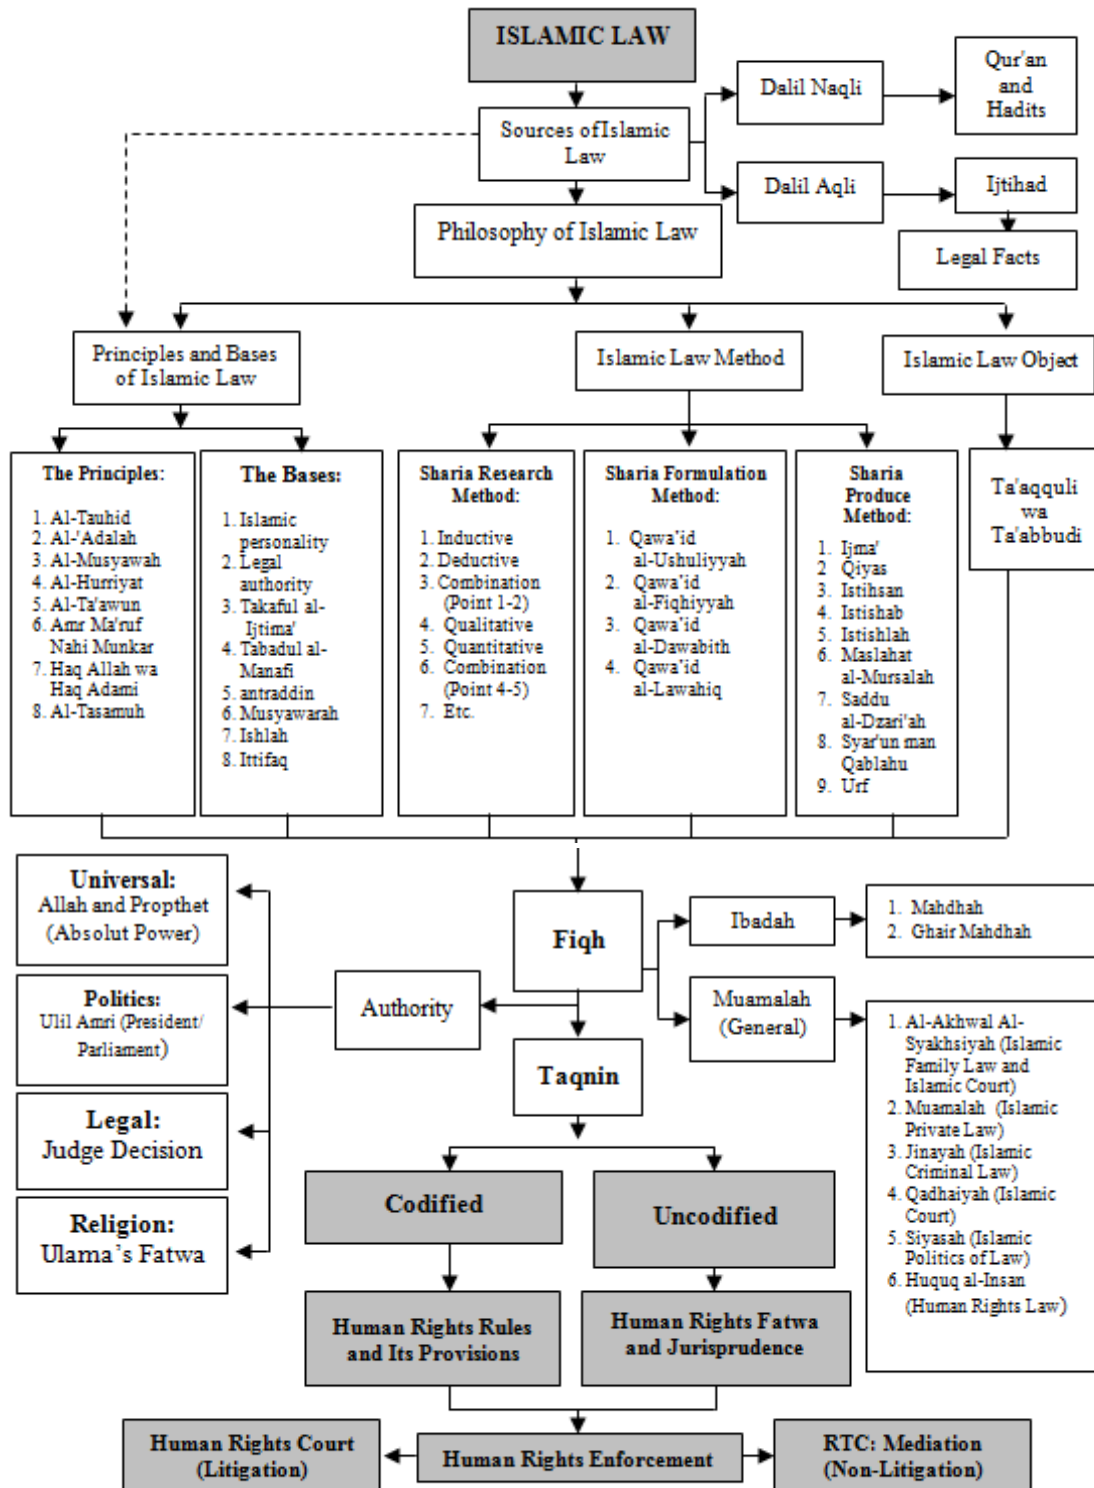 ISLAMIC LAW
Sources of Islamic
Law
Dalil Naqli
Qur'an
and
Hadits
Dalil Aqli
Ijtihad
Legal Facts
Philosophy of Islamic Law
Principles and Bases
of Islamic Law
Islamic Law Method
Islamic Law Object
The Principles:
1. Al-Tauhid
2. Al-'Adalah
3. Al-Musyawah
4. Al-Hurriyat
5. Al-Ta'awun
6. Amr Ma'ruf
Nahi Munkar
7. Haq Allah wa
Haq Adami
8. Al-Tasamuh
The Bases:
1. Islamic
personality
2. Legal
authority
3. Takaful al-
Ijtima'
4. Tabadul al-
Manafi
5. antraddin
6. Musyawarah
7. Ishlah
8. Ittifaq
Sharia Research
Method:
1. Inductive
2. Deductive
3. Combination
(Point 1-2)
4. Qualitative
5. Quantitative
6. Combination
(Point 4-5)
7. Etc.
Sharia Formulation
Method:
1. Qawa'id
al-Ushuliyyah
2. Qawa'id
al-Fiqhiyyah
3. Qawa'id
al-Dawabith
4. Qawa'id
al-Lawahiq
Sharia
Produce
Method:
1. Ijma'
2 Qiyas
3. Istihsan
4. Istishab
5. Istishlah
6. Maslahat
al-Mursalah
7. Saddu
al-Dzari'ah
8. Syar'un man
Qablahu
9. Urf
Ta'aqquli
wa
Ta'abbudi
Universal:
Allah and Propthet
(Absolut Power)
Politics:
Ulil Amri (President/
Parliament)
Legal:
Judge Decision
Religion:
Ulama's Fatwa
Authority
Fiqh
Taqnin
Ibadah
1. Mahdhah
2. Ghair Mahdhah
Muamalah
(General)
1. Al-Akhwal Al-
Syakhsiyah (Islamic
Family Law and
Islamic Court)
2. Muamalah (Islamic
Private Law)
3. Jinayah (Islamic
Criminal Law)
4. Qadhaiyah (Islamic
Court)
5. Siyasah (Islamic
Politics of Law)
6. Huquq al-Insan
(Human Rights Law)
Codified
Uncodified
Human Rights Rules
and Its Provisions
Human Rights Fatwa
and Jurisprudence
Human Rights Court
(Litigation)
Human Rights Enforcement
RTC: Mediation
(Non-Litigation)